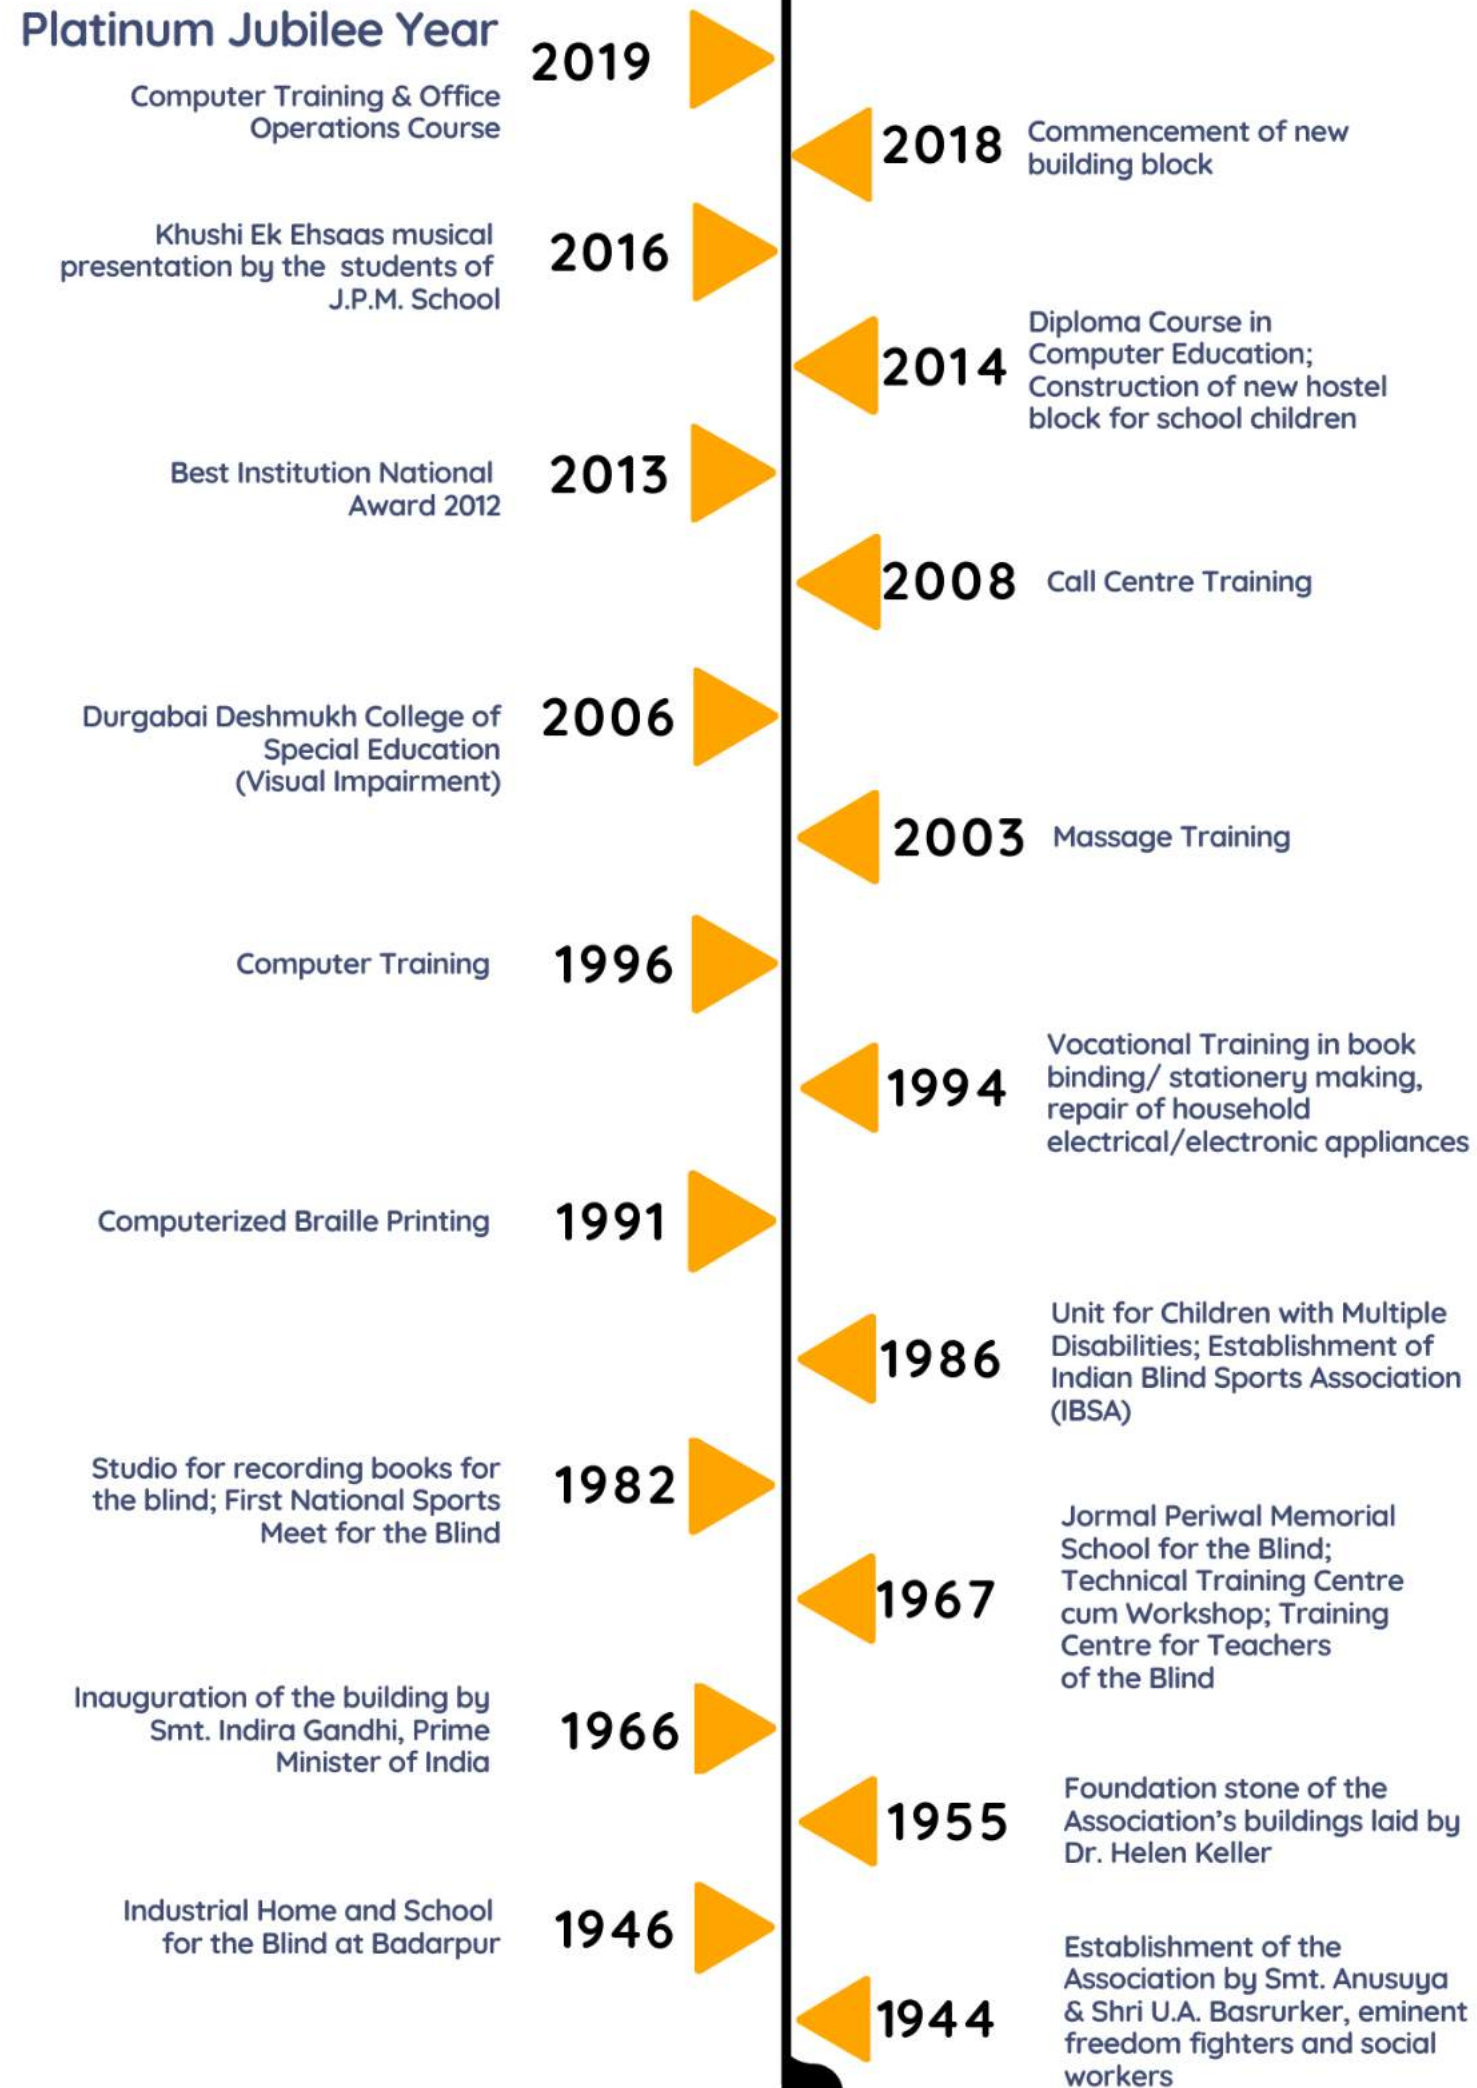 Platinum Jubilee Year
2019
Computer Training & Office
Operations Course
2018
Commencement of new
building block
Khushi Ek Ehsaas musical
presentation by the students of
J.P.M. School
2016
2014
Diploma Course in
Computer Education;
Construction of new hostel
block for school children
Best Institution National
Award 2012
2013
2008
Call Centre Training
Durgabai Deshmukh College of
Special Education
(Visual Impairment)
2006
2003
Massage Training
Computer Training
1996
1994
Vocational Training in book
binding/ stationery making,
repair of household
electrical/electronic appliances
Computerized Braille Printing
1991
1986
Unit for Children with Multiple
Disabilities; Establishment of
Indian Blind Sports Association
(IBSA)
Studio for recording books for
the blind; First National Sports
Meet for the Blind
1982
1967
Jormal Periwal Memorial
School for the Blind;
Technical Training Centre
cum Workshop; Training
Centre for Teachers
of the Blind
Inauguration of the building by
Smt. Indira Gandhi, Prime
Minister of India
1966
1955
Foundation stone of the
Association's buildings laid by
Dr. Helen Keller
Industrial Home and School
for the Blind at Badarpur
1946
1944
Establishment of the
Association by Smt. Anusuya
& Shri U.A. Basrurker, eminent
freedom fighters and social
workers